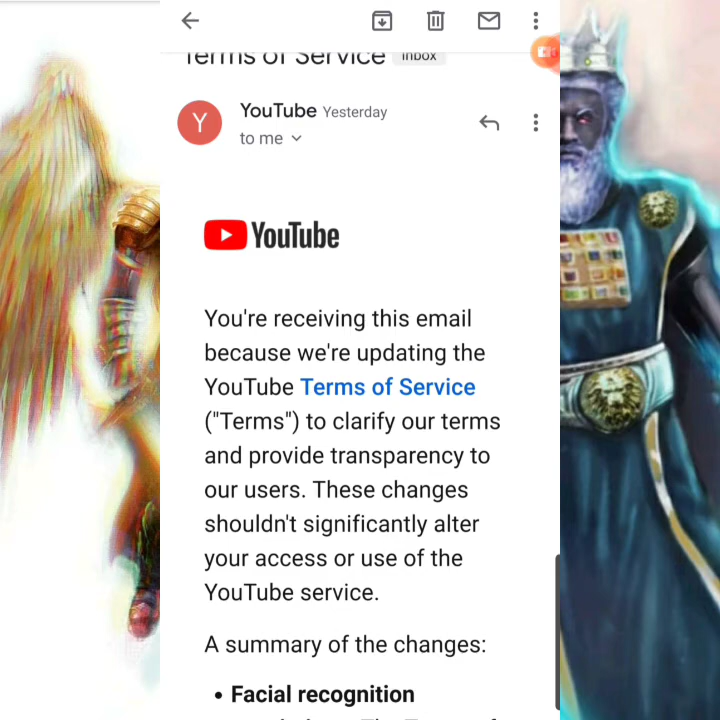 Terms of Service Inbox
Y
YouTube Yesterday
to me
YouTube
You're receiving this email
because we're updating the
YouTube Terms of Service
("Terms") to clarify our terms
and provide transparency to
our users. These changes
shouldn't significantly alter
your access or use of the
YouTube service.
A summary of the changes:
• Facial recognition